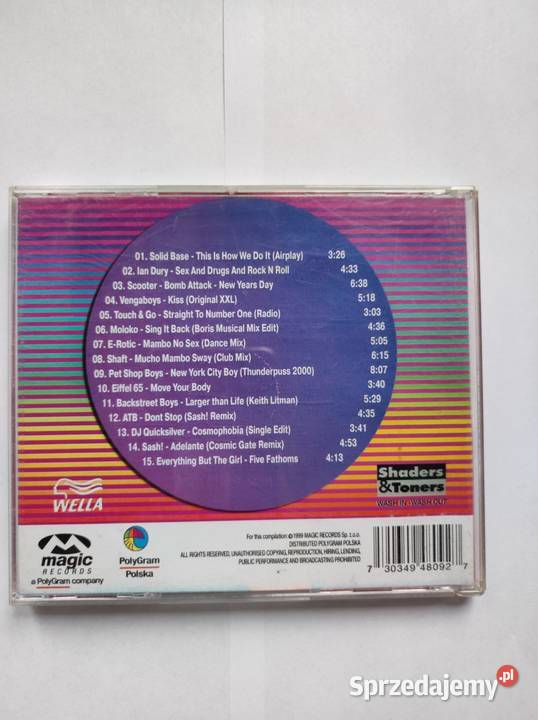 01. Solid Base - This Is How We Do It (Airplay) 3:26
02. Ian Dury - Sex And Drugs And Rock N Roll 4:33
03. Scooter - Bomb Attack - New Years Day 6:38
04. Vengaboys - Kiss (Original XXL) 5:18
05. Touch & Go - Straight To Number One (Radio) 3:03
06. Moloko - Sing It Back (Boris Musical Mix Edit) 4:36
07. E-Rotic - Mambo No Sex (Dance Mix) 5:05
08. Shaft - Mucho Mambo Sway (Club Mix) 6:15
09. Pet Shop Boys - New York City Boy (Thunderpuss 2000) 8:07
10. Eiffel 65 - Move Your Body 3:40
11. Backstreet Boys - Larger than Life (Keith Litman) 5:29
12. ATB - Dont Stop (Sash! Remix) 4:35
13. DJ Quicksilver - Cosmophobia (Single Edit) 3:41
14. Sash! - Adelante (Cosmic Gate Remix) 4:53
15. Everything But The Girl - Five Fathoms 4:13
WELLA
Shaders
& Toners
WASH IN - WASH OUT
magic
RECORDS
a PolyGram company
PolyGram
Polska
For this compilation: © 1999 MAGIC RECORDS Sp. z.o.o.
DISTRIBUTED POLYGRAM POLSKA
ALL RIGHTS RESERVED, UNAUTHORISED COPYING, REPRODUCTION, HIRING, LENDING,
PUBLIC PERFORMANCE AND BROADCASTING PROHIBITED
7 30349 48092 7
Sprzedajemy.pl